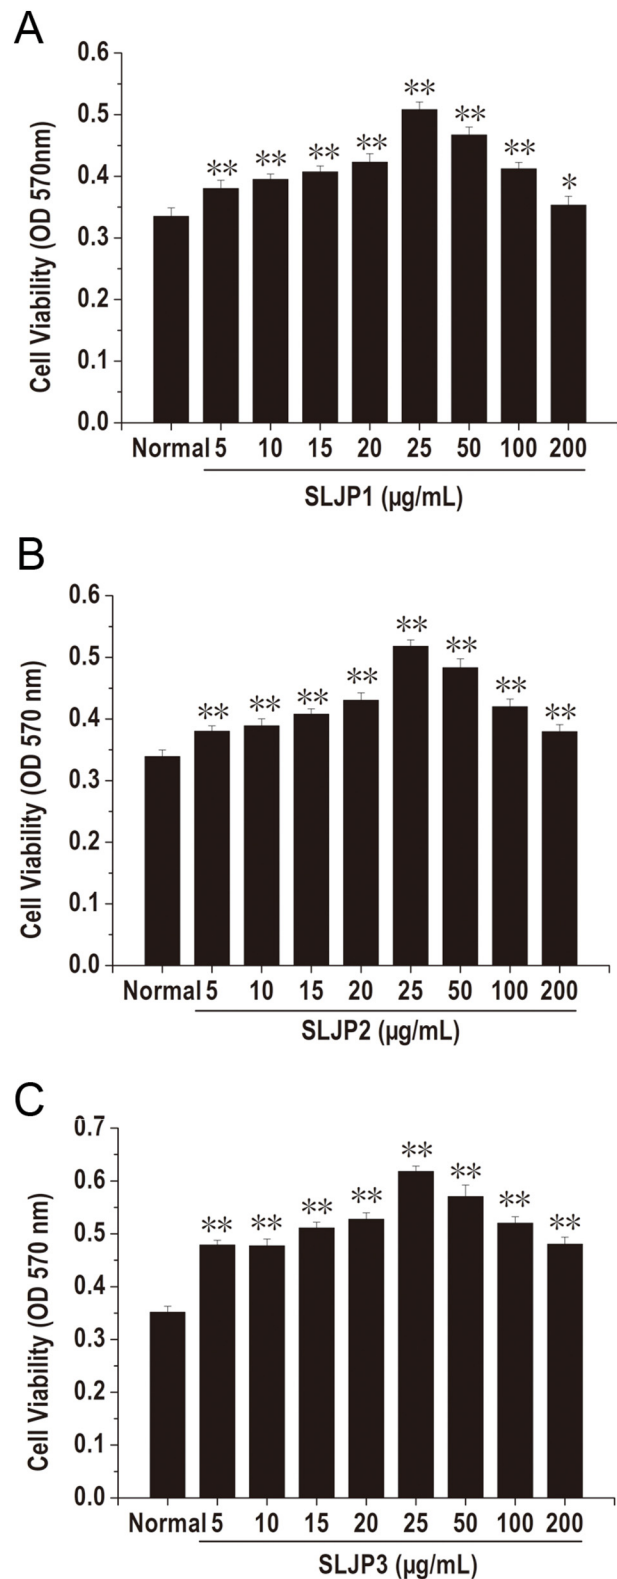 A
0.6
** ** ** ** ** ** ** *
0.5
0.4
0.3
0.2
0.1
0.0
Cell Viability (OD 570nm)
Normal 5 10 15 20 25 50 100 200
SLJP1 (µg/mL)
B
0.6
** ** ** ** ** ** ** **
0.5
0.4
0.3
0.2
0.1
0.0
Cell Viability (OD 570 nm)
Normal 5 10 15 20 25 50 100 200
SLJP2 (µg/mL)
C
0.7
** ** ** ** ** ** ** **
0.6
0.5
0.4
0.3
0.2
0.1
0.0
Cell Viability (OD 570 nm)
Normal 5 10 15 20 25 50 100 200
SLJP3 (µg/mL)